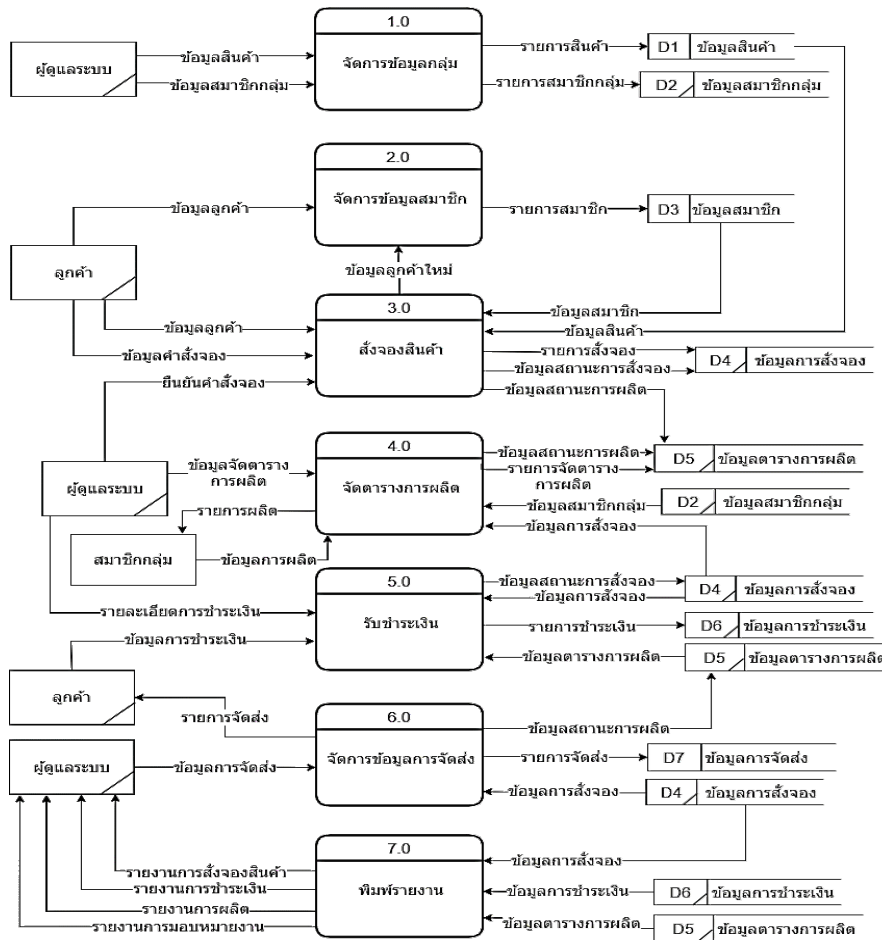 1.0
จัดการข้อมูลกลุ่ม
ผู้ดูแลระบบ
ข้อมูลสินค้า
ข้อมูลสมาชิกกลุ่ม
รายการสินค้า
D1 ข้อมูลสินค้า
รายการสมาชิกกลุ่ม
D2 ข้อมูลสมาชิกกลุ่ม
2.0
จัดการข้อมูลสมาชิก
ข้อมูลลูกค้า
รายการสมาชิก
D3 ข้อมูลสมาชิก
ลูกค้า
ข้อมูลลูกค้าใหม่
3.0
สั่งจองสินค้า
ข้อมูลลูกค้า
ข้อมูลคำสั่งจอง
ยืนยันคำสั่งจอง
ข้อมูลสมาชิก
ข้อมูลสินค้า
รายการสั่งจอง
ข้อมูลสถานะการสั่งจอง
D4 ข้อมูลการสั่งจอง
ข้อมูลสถานะการผลิต
4.0
จัดตารางการผลิต
ผู้ดูแลระบบ
ข้อมูลจัดตาราง
การผลิต
รายการผลิต
สมาชิกกลุ่ม
ข้อมูลการผลิต
ข้อมูลสถานะการผลิต
รายการจัดตาราง
การผลิต
D5 ข้อมูลตารางการผลิต
ข้อมูลสมาชิกกลุ่ม
D2 ข้อมูลสมาชิกกลุ่ม
ข้อมูลการสั่งจอง
5.0
รับชำระเงิน
รายละเอียดการชำระเงิน
ข้อมูลการชำระเงิน
ข้อมูลสถานะการสั่งจอง
ข้อมูลการสั่งจอง
D4 ข้อมูลการสั่งจอง
รายการชำระเงิน
D6 ข้อมูลการชำระเงิน
ข้อมูลตารางการผลิต
D5 ข้อมูลตารางการผลิต
ลูกค้า
รายการจัดส่ง
6.0
จัดการข้อมูลการจัดส่ง
ผู้ดูแลระบบ
ข้อมูลการจัดส่ง
ข้อมูลสถานะการผลิต
รายการจัดส่ง
D7 ข้อมูลการจัดส่ง
ข้อมูลการสั่งจอง
D4 ข้อมูลการสั่งจอง
7.0
พิมพ์รายงาน
รายงานการสั่งจองสินค้า
รายงานการชำระเงิน
รายงานการผลิต
รายงานการมอบหมายงาน
ข้อมูลการสั่งจอง
ข้อมูลการชำระเงิน
D6 ข้อมูลการชำระเงิน
ข้อมูลตารางการผลิต
D5 ข้อมูลตารางการผลิต